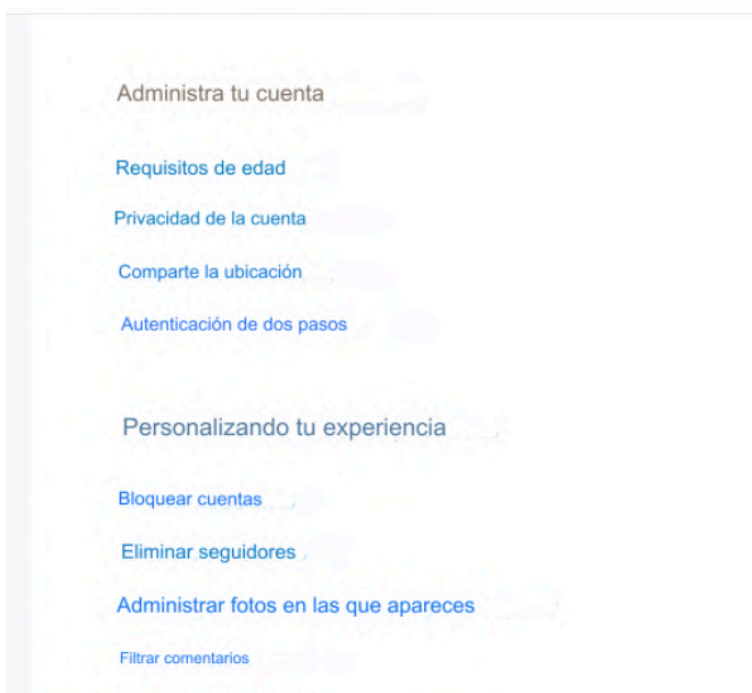 Administra tu cuenta
Requisitos de edad
Privacidad de la cuenta
Comparte la ubicación
Autenticación de dos pasos
Personalizando tu experiencia
Bloquear cuentas
Eliminar seguidores
Administrar fotos en las que apareces
Filtrar comentarios